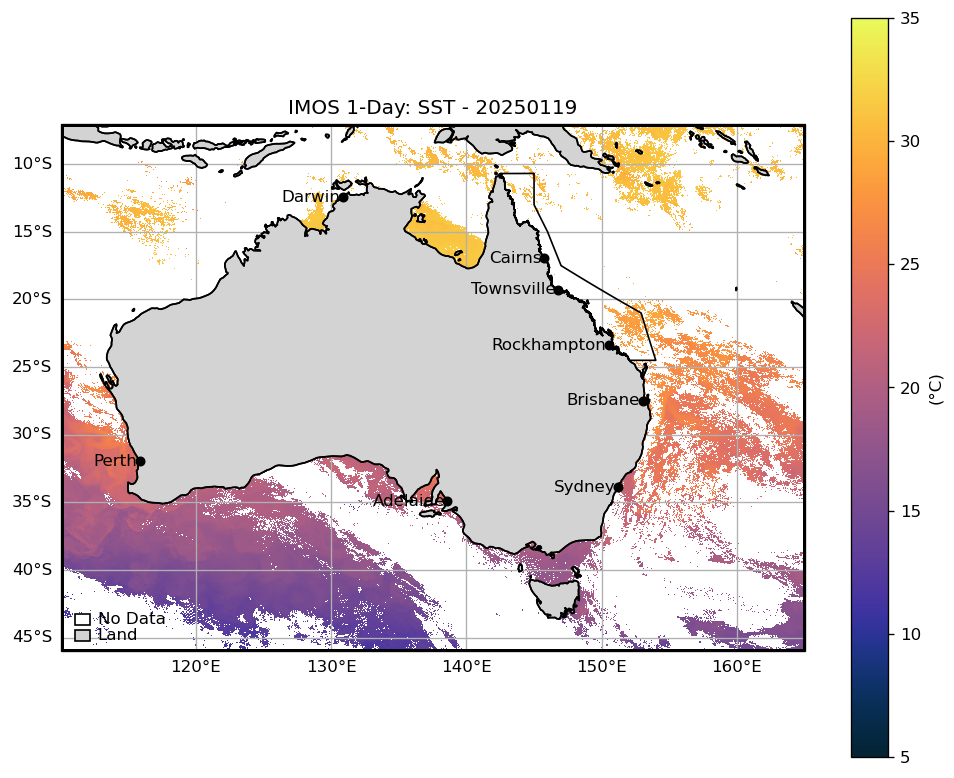 IMOS 1-Day: SST - 20250119
35
30
25
20
15
10
5
(°C)
10°S
15°S
20°S
25°S
30°S
35°S
40°S
45°S
Darwin
Cairns
Townsville
Rockhampton
Brisbane
Perth
Sydney
Adelaide
No Data
Land
120°E
130°E
140°E
150°E
160°E